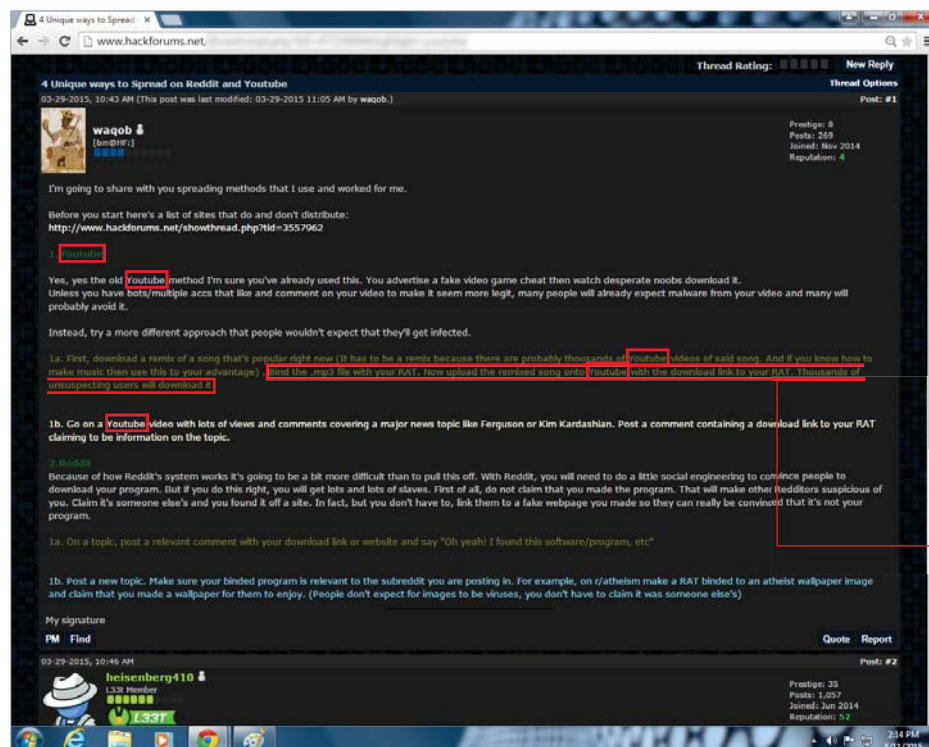 4 Unique ways to Spread
www.hackforums.net
Thread Rating:
New Reply
4 Unique ways to Spread on Reddit and Youtube
Thread Options
03-29-2015, 10:43 AM (This post was last modified: 03-29-2015 11:05 AM by waqob.)
Post: #1
waqob
[bin@HF:]
Prestige: 8
Posts: 269
Joined: Nov 2014
Reputation: 4
I'm going to share with you spreading methods that I use and worked for me.
Before you start here's a list of sites that do and don't distribute:
http://www.hackforums.net/showthread.php?tid=3557962
1.Youtube
Yes, yes the old Youtube method I'm sure you've already used this. You advertise a fake video game cheat then watch desperate noobs download it.
Unless you have bots/multiple accs that like and comment on your video to make it seem more legit, many people will already expect malware from your video and many will
probably avoid it.
Instead, try a more different approach that people wouldn't expect that they'll get infected.
1a. First, download a remix of a song that's popular right now (It has to be a remix because there are probably thousands of Youtube videos of said song. And if you know how to
make music then use this to your advantage) . Bind the .mp3 file with your RAT. Now upload the remixed song onto Youtube with the download link to your RAT. Thousands of
unsuspecting users will download it.
1b. Go on a Youtube video with lots of views and comments covering a major news topic like Ferguson or Kim Kardashian. Post a comment containing a download link to your RAT
claiming to be information on the topic.
2.Reddit
Because of how Reddit's system works it's going to be a bit more difficult than to pull this off. With Reddit, you will need to do a little social engineering to convince people to
download your program. But if you do this right, you will get lots and lots of slaves. First of all, do not claim that you made the program. That will make other Redditors suspicious of
you. Claim it's someone else's and you found it off a site. In fact, but you don't have to, link them to a fake webpage you made so they can really be convinced that it's not your
program.
1a. On a topic, post a relevant comment with your download link or website and say "Oh yeah! I found this software/program, etc"
1b. Post a new topic. Make sure your binded program is relevant to the subreddit you are posting in. For example, on r/atheism make a RAT binded to an atheist wallpaper image
and claim that you made a wallpaper for them to enjoy. (People don't expect for images to be viruses, you don't have to claim it was someone else's)
My signature
PM Find
Quote Report
03-29-2015, 10:46 AM
Post: #2
heisenberg410
L33t Member
L33T
Prestige: 35
Posts: 1,057
Joined: Jun 2014
Reputation: 52
2:14 PM